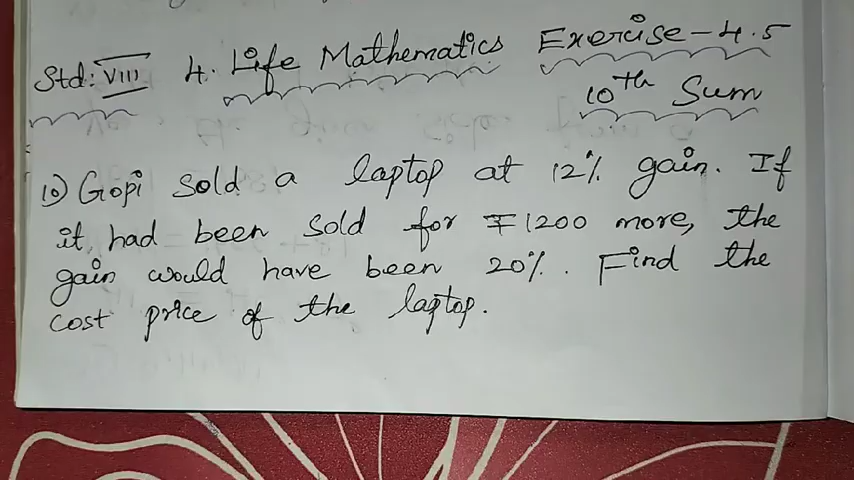 Std: VIII 4. Life Mathematics Exercise-4.5
10th Sum
10) Gopi sold a laptop at 12% gain. If
it had been sold for ₹1200 more, the
gain would have been 20%. Find the
cost price of the laptop.